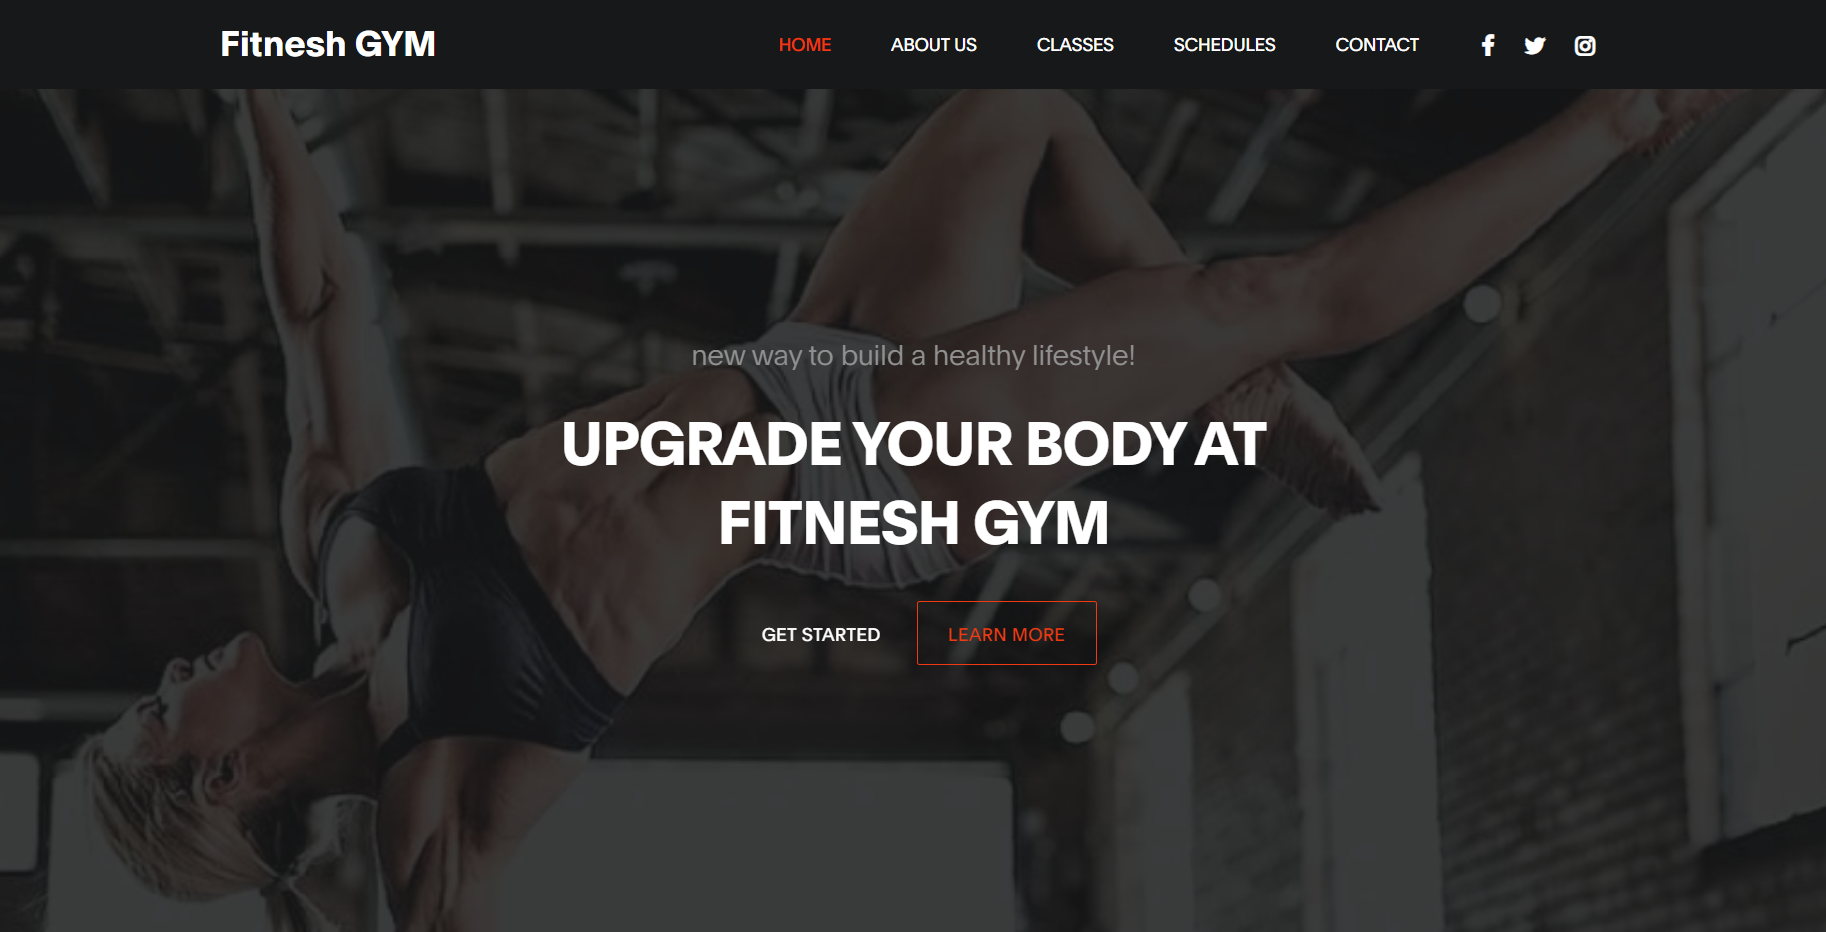 Fitnesh GYM
HOME ABOUT US CLASSES SCHEDULES CONTACT
new way to build a healthy lifestyle!
UPGRADE YOUR BODY AT
FITNESH GYM
GET STARTED LEARN MORE